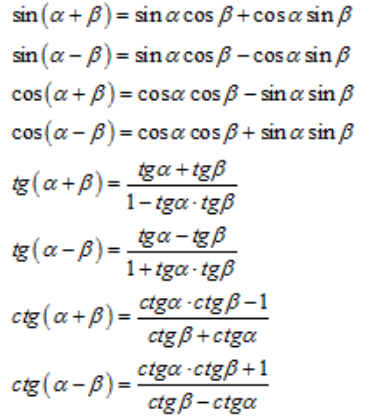 sin(α + β) = sin α cos β + cos α sin β
sin(α − β) = sin α cos β − cos α sin β
cos(α + β) = cos α cos β − sin α sin β
cos(α − β) = cos α cos β + sin α sin β
tg(α + β) = (tgα + tgβ) / (1 − tgα · tgβ)
tg(α − β) = (tgα − tgβ) / (1 + tgα · tgβ)
ctg(α + β) = (ctgα · ctgβ − 1) / (ctgβ + ctgα)
ctg(α − β) = (ctgα · ctgβ + 1) / (ctgβ − ctgα)